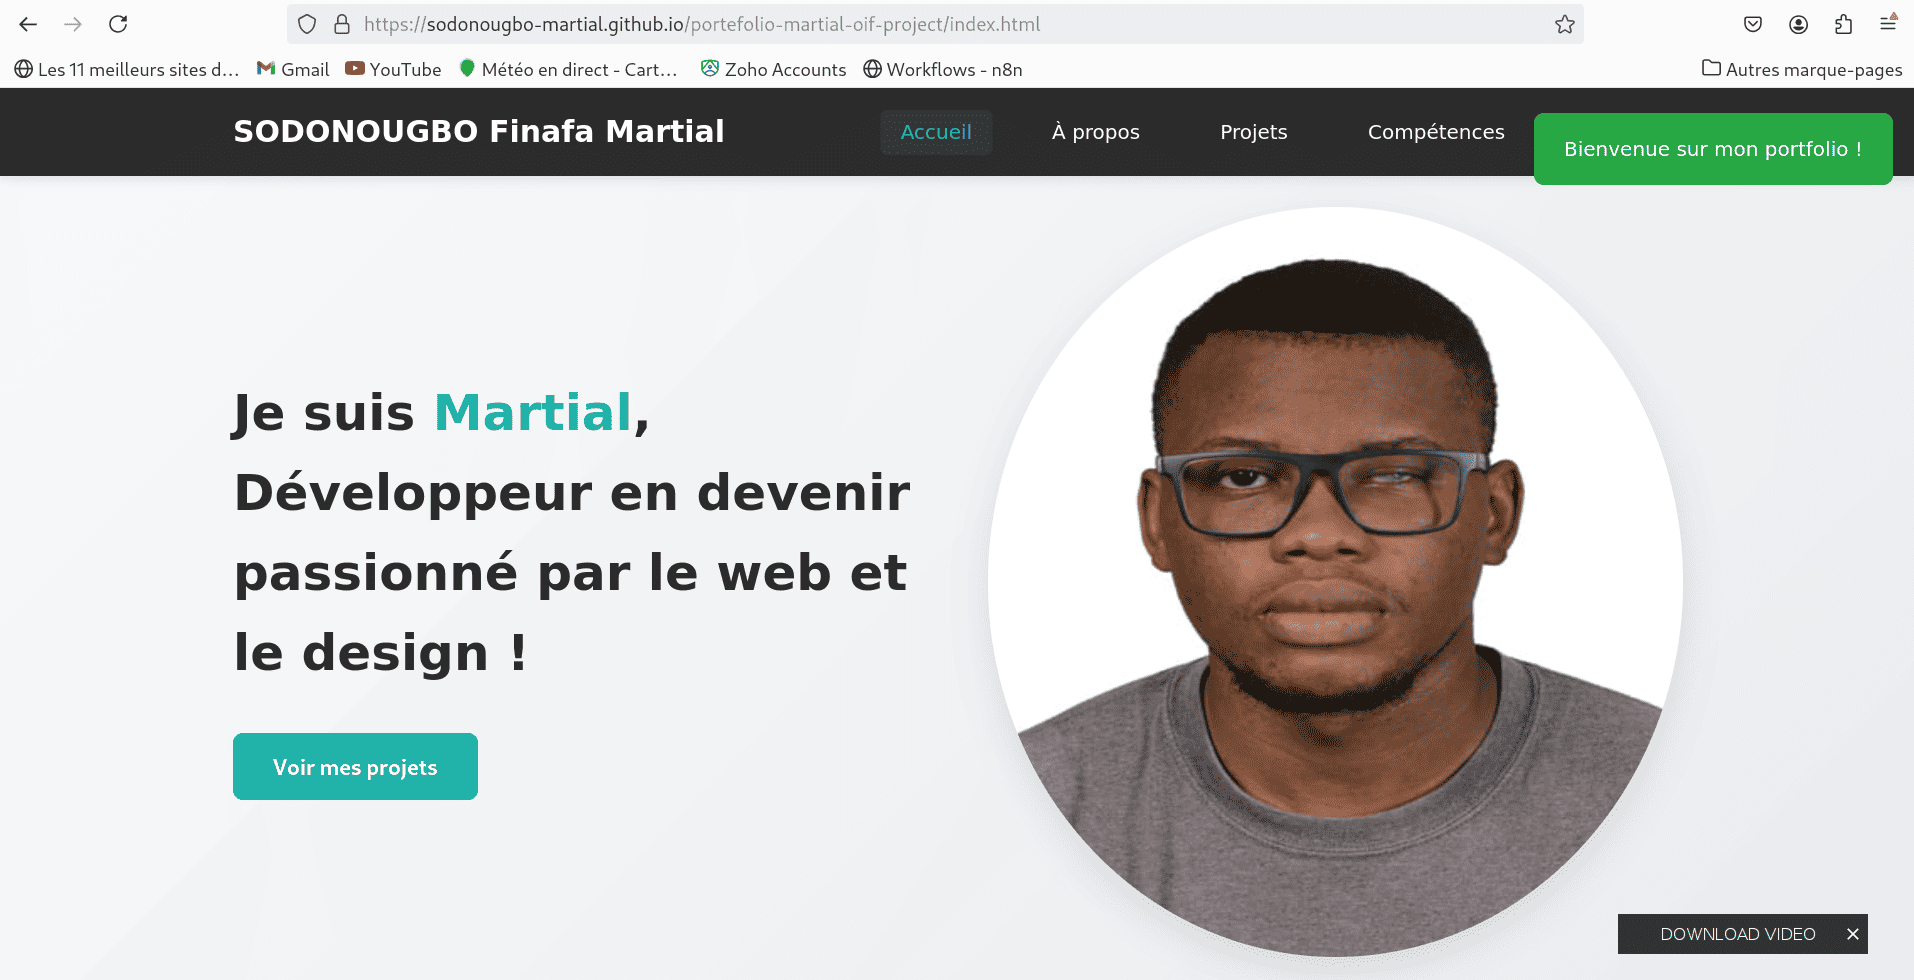 https://sodonougbo-martial.github.io/portefolio-martial-oif-project/index.html
Les 11 meilleurs sites d… Gmail YouTube Météo en direct - Cart… Zoho Accounts Workflows - n8n Autres marque-pages
SODONOUGBO Finafa Martial Accueil À propos Projets Compétences
Bienvenue sur mon portfolio !
Je suis Martial,
Développeur en devenir
passionné par le web et
le design !
Voir mes projets
DOWNLOAD VIDEO